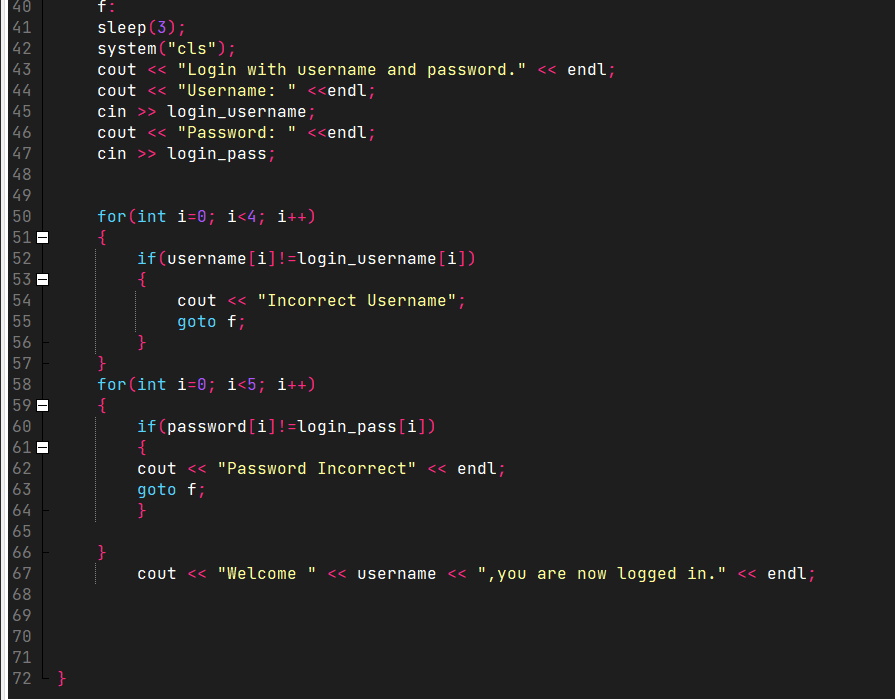 40 f:
41 sleep(3);
42 system("cls");
43 cout << "Login with username and password." << endl;
44 cout << "Username: " <<endl;
45 cin >> login_username;
46 cout << "Password: " <<endl;
47 cin >> login_pass;
48
49
50 for(int i=0; i<4; i++)
51 {
52 if(username[i]!=login_username[i])
53 {
54 cout << "Incorrect Username";
55 goto f;
56 }
57 }
58 for(int i=0; i<5; i++)
59 {
60 if(password[i]!=login_pass[i])
61 {
62 cout << "Password Incorrect" << endl;
63 goto f;
64 }
65
66 }
67 cout << "Welcome " << username << ",you are now logged in." << endl;
68
69
70
71
72 }